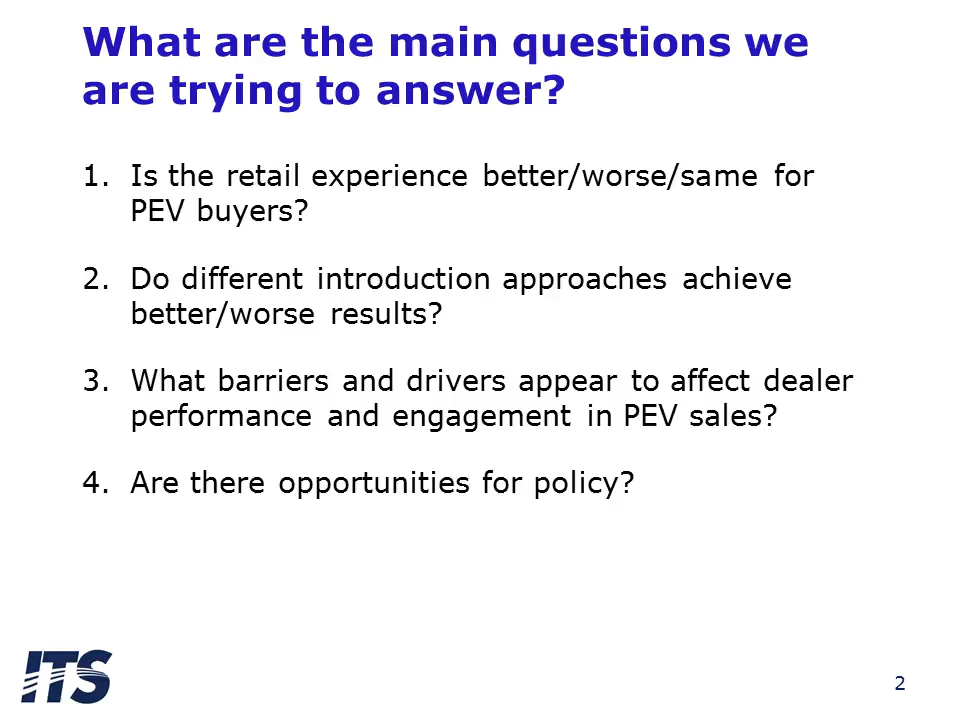 What are the main questions we
are trying to answer?
1. Is the retail experience better/worse/same for
PEV buyers?
2. Do different introduction approaches achieve
better/worse results?
3. What barriers and drivers appear to affect dealer
performance and engagement in PEV sales?
4. Are there opportunities for policy?
ITS
2